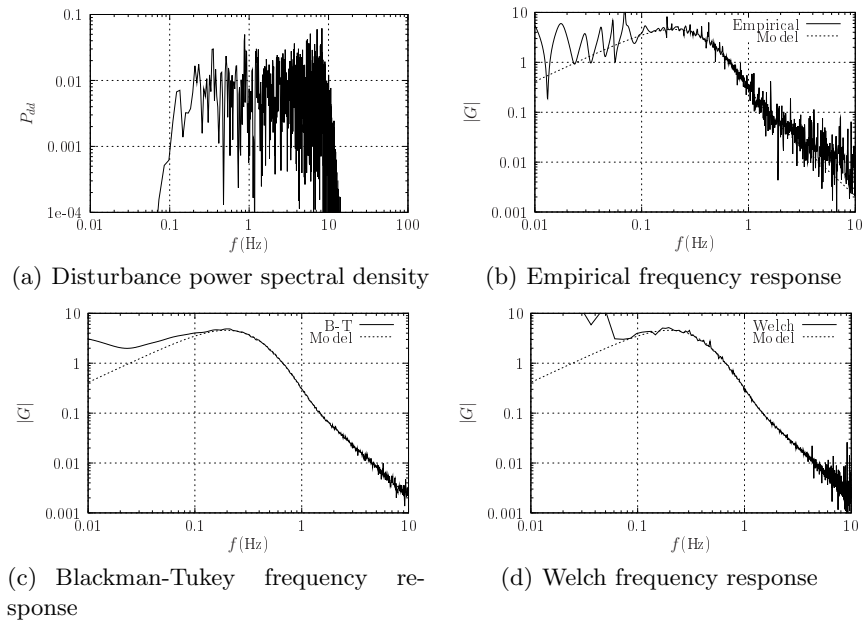 10
0.1
0.01
0.001
1e-04
0.01
0.1
1
10
100
P_dd
f(Hz)
(a) Disturbance power spectral density
10
1
0.1
0.01
0.001
0.01
0.1
1
10
|G|
f(Hz)
Empirical
Model
(b) Empirical frequency response
10
1
0.1
0.01
0.001
0.01
0.1
1
10
|G|
f(Hz)
B-T
Model
(c) Blackman-Tukey frequency re-
sponse
10
1
0.1
0.01
0.001
0.01
0.1
1
10
|G|
f(Hz)
Welch
Model
(d) Welch frequency response